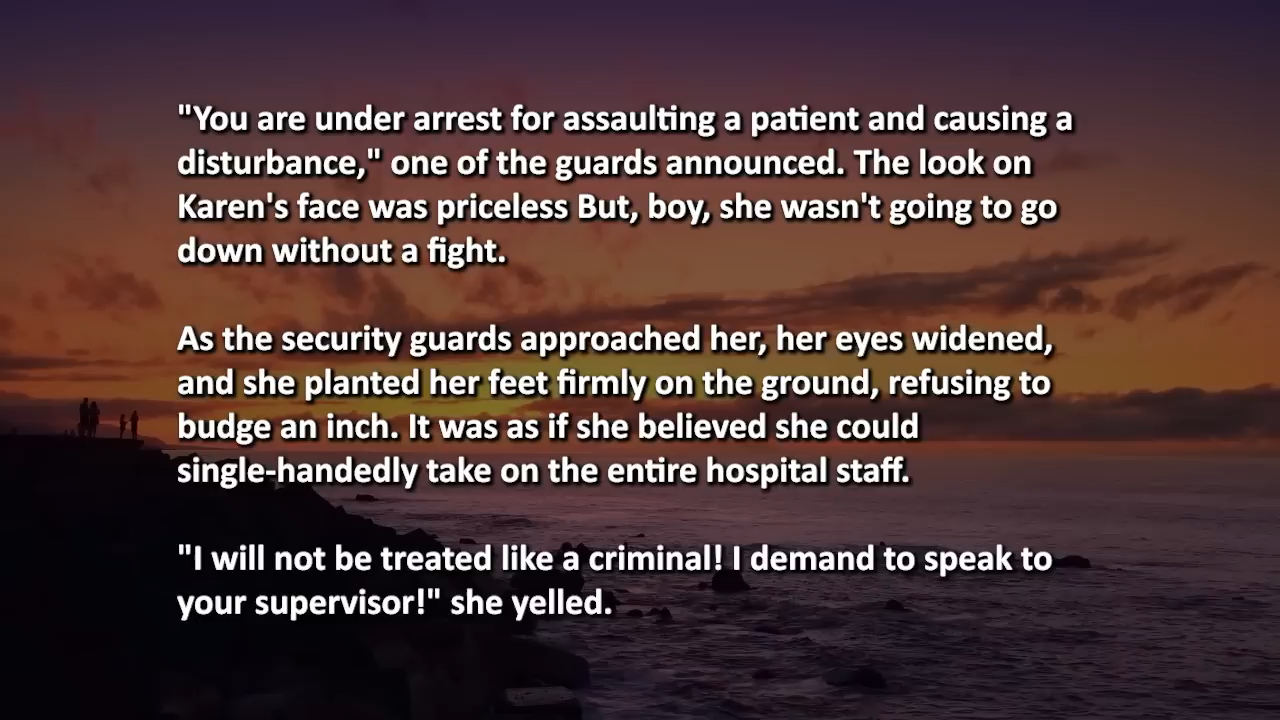 "You are under arrest for assaulting a patient and causing a
disturbance," one of the guards announced. The look on
Karen's face was priceless But, boy, she wasn't going to go
down without a fight.
As the security guards approached her, her eyes widened,
and she planted her feet firmly on the ground, refusing to
budge an inch. It was as if she believed she could
single-handedly take on the entire hospital staff.
"I will not be treated like a criminal! I demand to speak to
your supervisor!" she yelled.